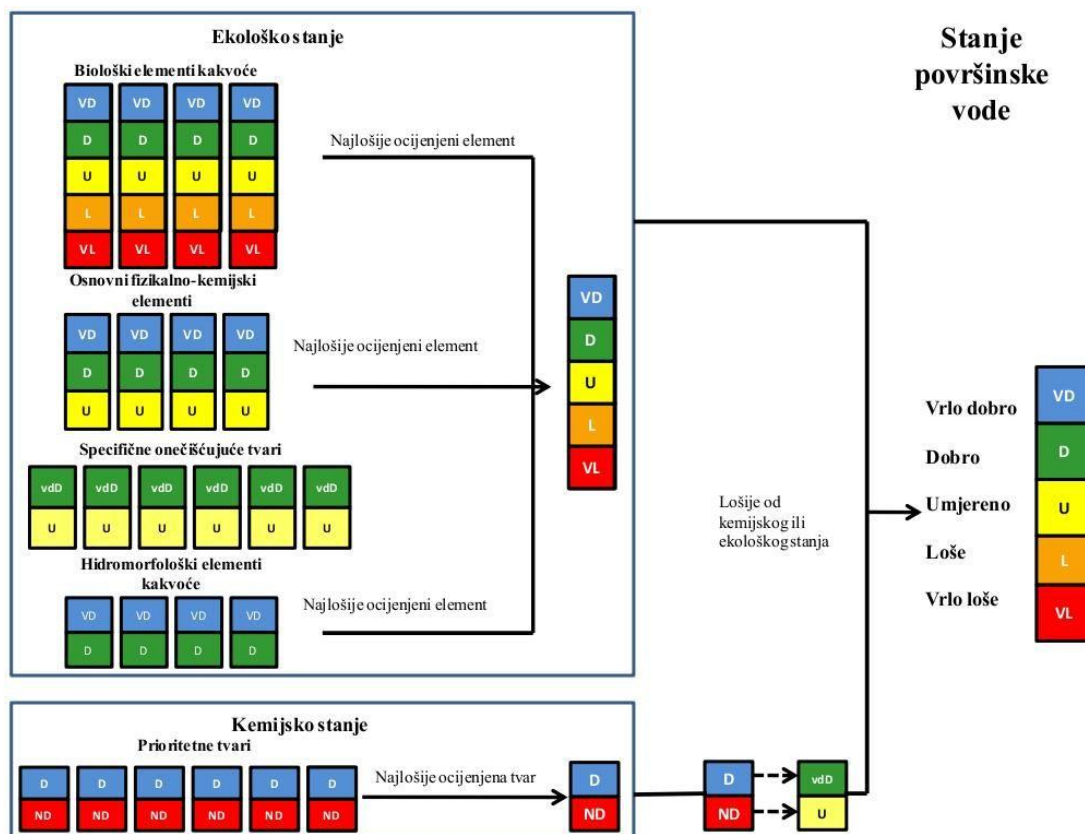 Ekološko stanje
Biološki elementi kakvoće
VD VD VD VD
D D D D
U U U U
L L L L
VL VL VL VL
Najlošije ocijenjeni element
Osnovni fizikalno-kemijski
elementi
VD VD VD VD
D D D D
U U U U
Najlošije ocijenjeni element
Specifične onečišćujuće tvari
vdD vdD vdD vdD vdD vdD
U U U U U U
Hidromorfološki elementi
kakvoće
VD VD VD VD
D D D D
Najlošije ocijenjeni element
VD
D
U
L
VL
Kemijsko stanje
Prioritetne tvari
D D D D D D
ND ND ND ND ND ND
Najlošije ocijenjena tvar
D
ND
D vdD
ND U
Lošije od
kemijskog ili
ekološkog stanja
Stanje
površinske
vode
Vrlo dobro VD
Dobro D
Umjereno U
Loše L
Vrlo loše VL